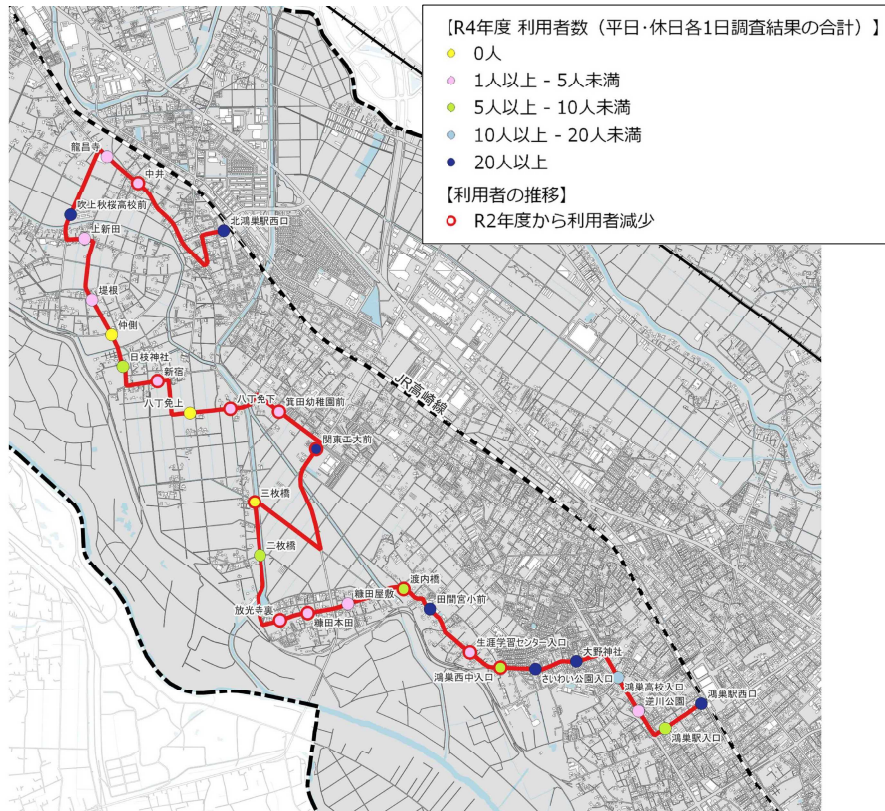 【R4年度 利用者数（平日・休日各1日調査結果の合計）】
0人
1人以上 - 5人未満
5人以上 - 10人未満
10人以上 - 20人未満
20人以上
【利用者の推移】
R2年度から利用者減少
龍昌寺
中井
吹上秋桜高校前
北鴻巣駅西口
上新田
堤根
仲側
日枝神社
新宿
八丁免上
八丁免下
箕田幼稚園前
JR高崎線
関東工大前
三枚橋
二枚橋
渡内橋
糠田屋敷
放光寺裏
糠田本田
田間宮小前
生涯学習センター入口
大野神社
鴻巣西中入口
さいわい公園入口
鴻巣高校入口
逆川公園
鴻巣駅西口
鴻巣駅入口